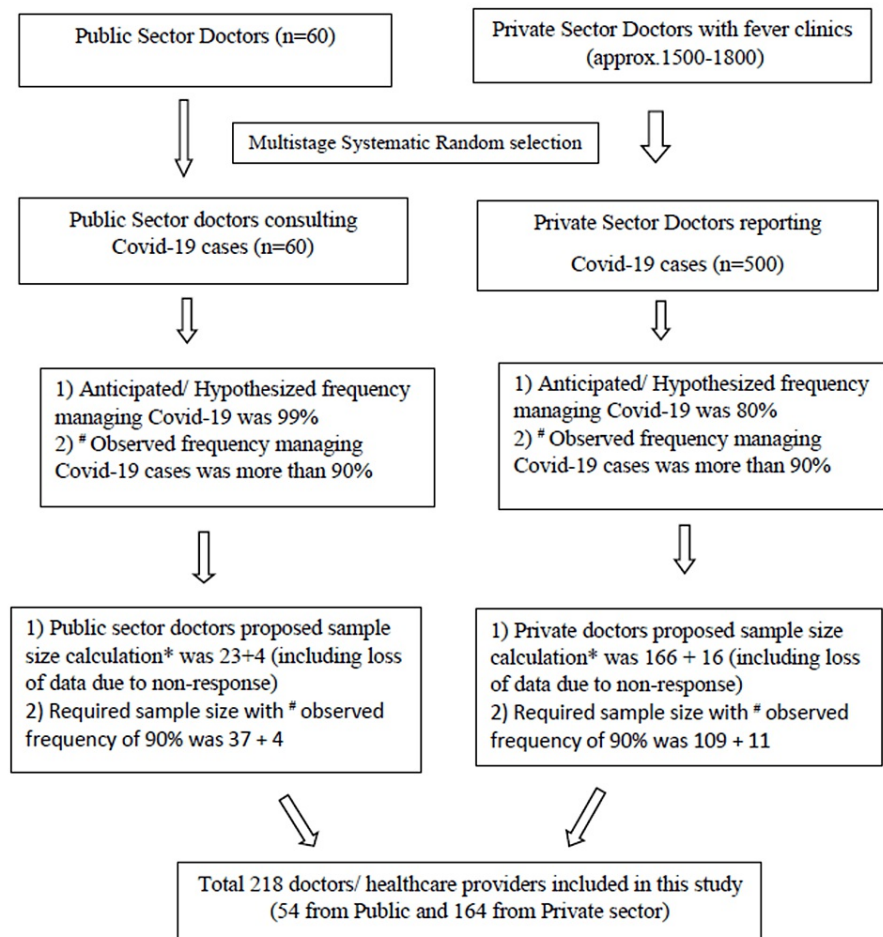 Public Sector Doctors (n=60)
Private Sector Doctors with fever clinics
(approx.1500-1800)
Multistage Systematic Random selection
Public Sector doctors consulting
Covid-19 cases (n=60)
Private Sector Doctors reporting
Covid-19 cases (n=500)
1) Anticipated/ Hypothesized frequency
managing Covid-19 was 99%
2) # Observed frequency managing
Covid-19 cases was more than 90%
1) Anticipated/ Hypothesized frequency
managing Covid-19 was 80%
2) # Observed frequency managing
Covid-19 cases was more than 90%
1) Public sector doctors proposed sample
size calculation* was 23+4 (including loss
of data due to non-response)
2) Required sample size with # observed
frequency of 90% was 37 + 4
1) Private doctors proposed sample size
calculation* was 166 + 16 (including loss
of data due to non-response)
2) Required sample size with # observed
frequency of 90% was 109 + 11
Total 218 doctors/ healthcare providers included in this study
(54 from Public and 164 from Private sector)